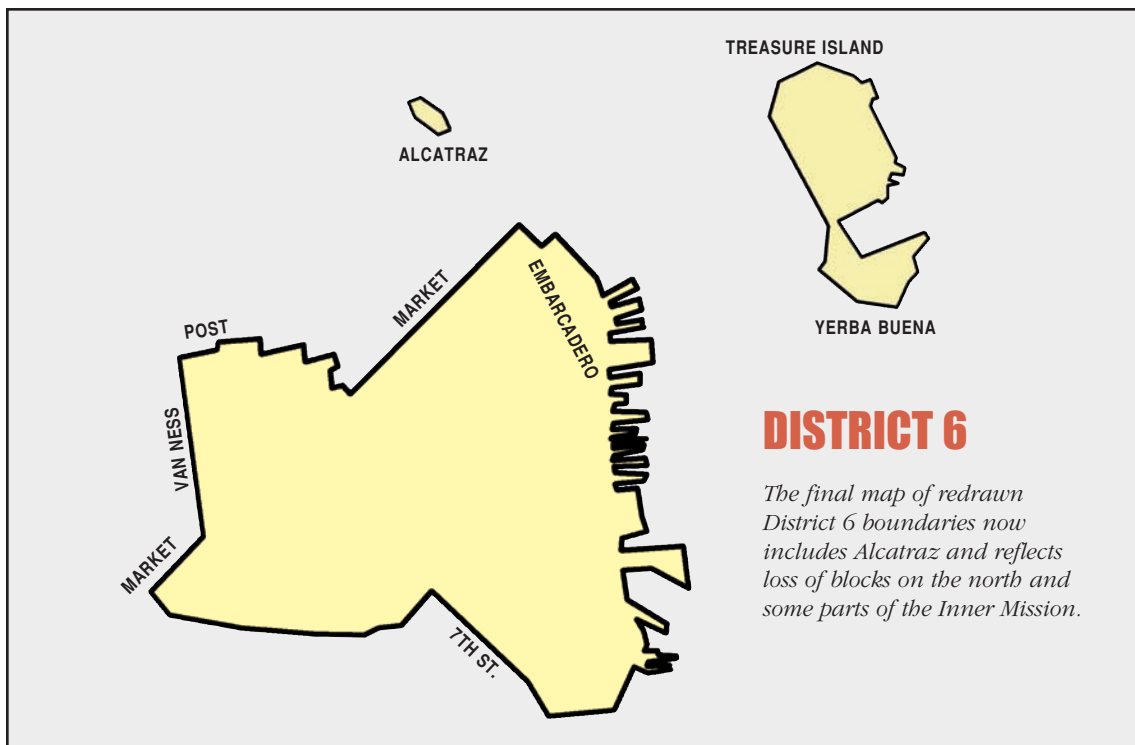 TREASURE ISLAND
ALCATRAZ
MARKET
EMBARCADERO
POST
YERBA BUENA
VAN NESS
MARKET
7TH ST.
DISTRICT 6
The final map of redrawn
District 6 boundaries now
includes Alcatraz and reflects
loss of blocks on the north and
some parts of the Inner Mission.